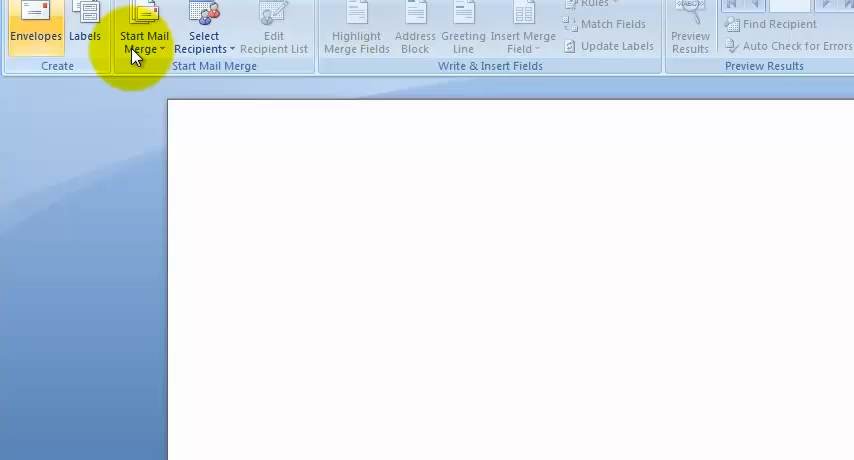 Rules
Envelopes Labels Start Mail Select Edit Highlight Address Greeting Insert Merge Match Fields Preview Find Recipient
Merge Recipients Recipient List Merge Fields Block Line Field Update Labels Results Auto Check for Errors
Create Start Mail Merge Write & Insert Fields Preview Results